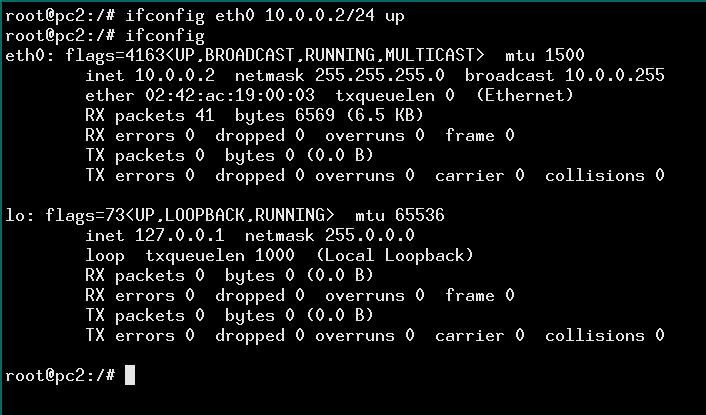 root@pc2:/# ifconfig eth0 10.0.0.2/24 up
root@pc2:/# ifconfig
eth0: flags=4163<UP,BROADCAST,RUNNING,MULTICAST>  mtu 1500
        inet 10.0.0.2  netmask 255.255.255.0  broadcast 10.0.0.255
        ether 02:42:ac:19:00:03  txqueuelen 0  (Ethernet)
        RX packets 41  bytes 6569 (6.5 KB)
        RX errors 0  dropped 0  overruns 0  frame 0
        TX packets 0  bytes 0 (0.0 B)
        TX errors 0  dropped 0 overruns 0  carrier 0  collisions 0

lo: flags=73<UP,LOOPBACK,RUNNING>  mtu 65536
        inet 127.0.0.1  netmask 255.0.0.0
        loop  txqueuelen 1000  (Local Loopback)
        RX packets 0  bytes 0 (0.0 B)
        RX errors 0  dropped 0  overruns 0  frame 0
        TX packets 0  bytes 0 (0.0 B)
        TX errors 0  dropped 0 overruns 0  carrier 0  collisions 0

root@pc2:/#